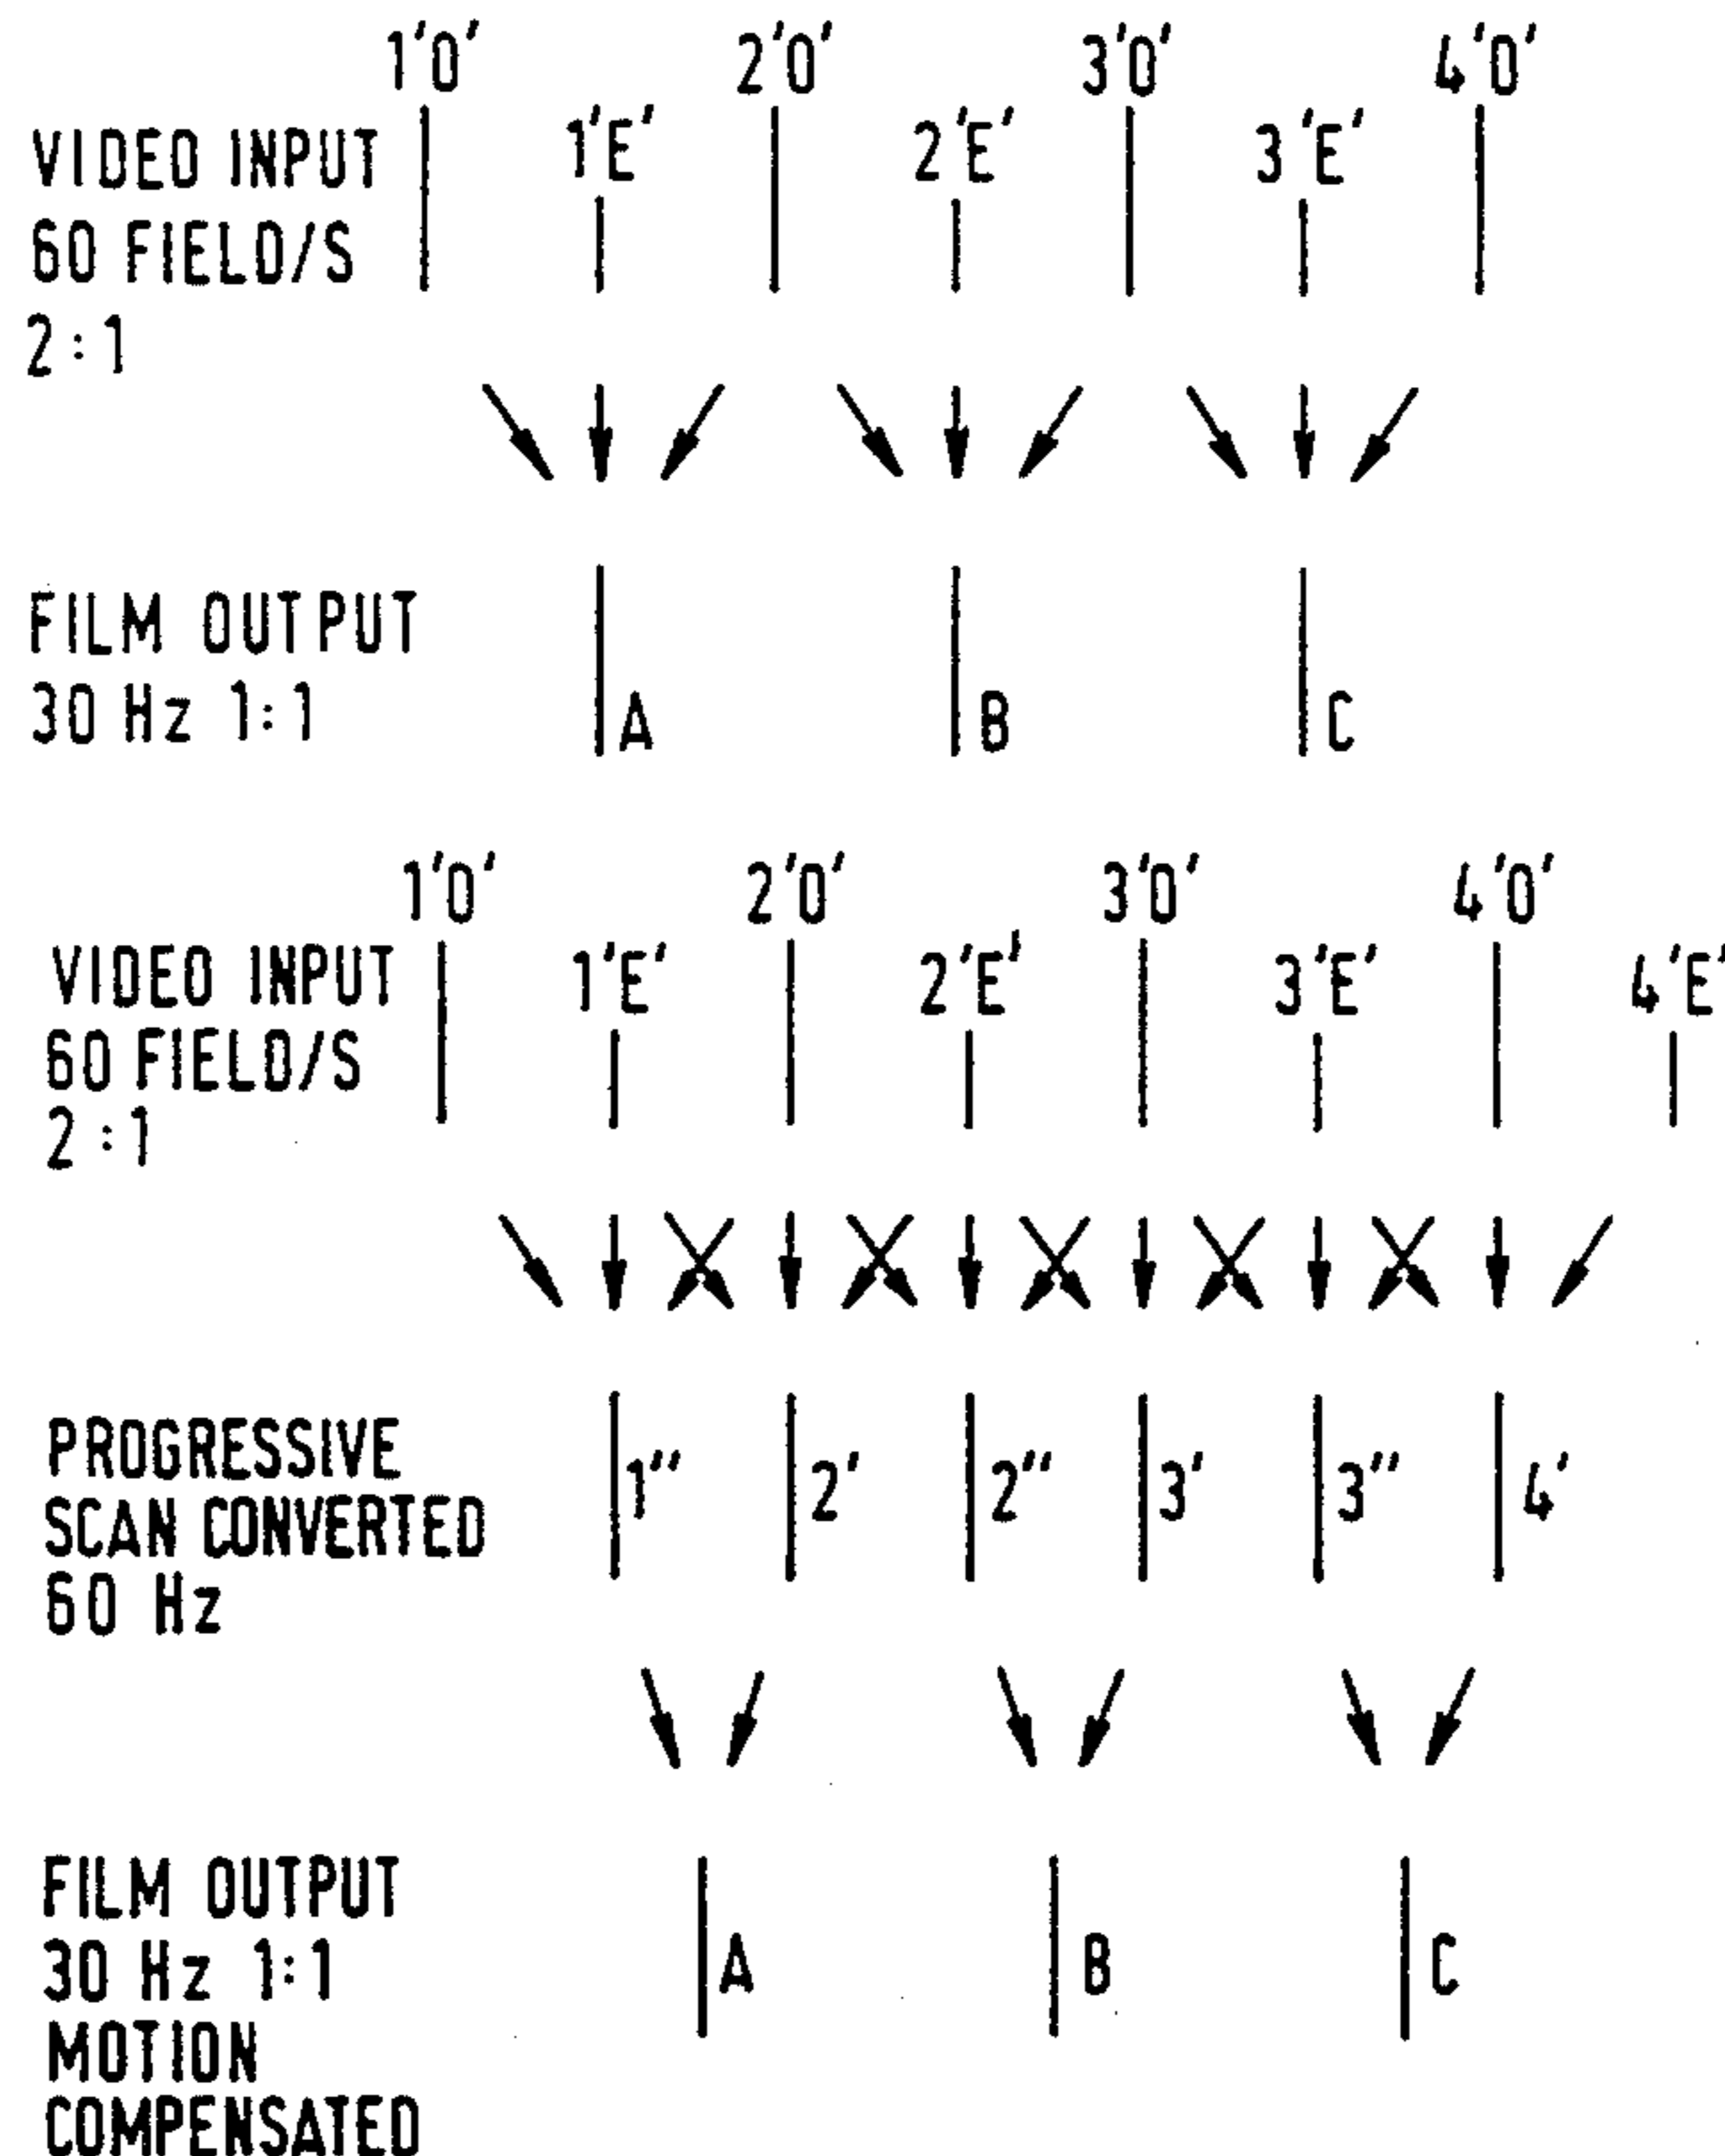 1'O' 2'O' 3'O' 4'O'
1'E' 2'E' 3'E'
VIDEO INPUT
60 FIELD/S
2:1
FILM OUTPUT
30 Hz 1:1
A B C
1'O' 2'O' 3'O' 4'O'
1'E' 2'E' 3'E' 4'E'
VIDEO INPUT
60 FIELD/S
2:1
PROGRESSIVE
SCAN CONVERTED
60 Hz
1" 2' 2" 3' 3" 4'
FILM OUTPUT
30 Hz 1:1
MOTION
COMPENSATED
A B C